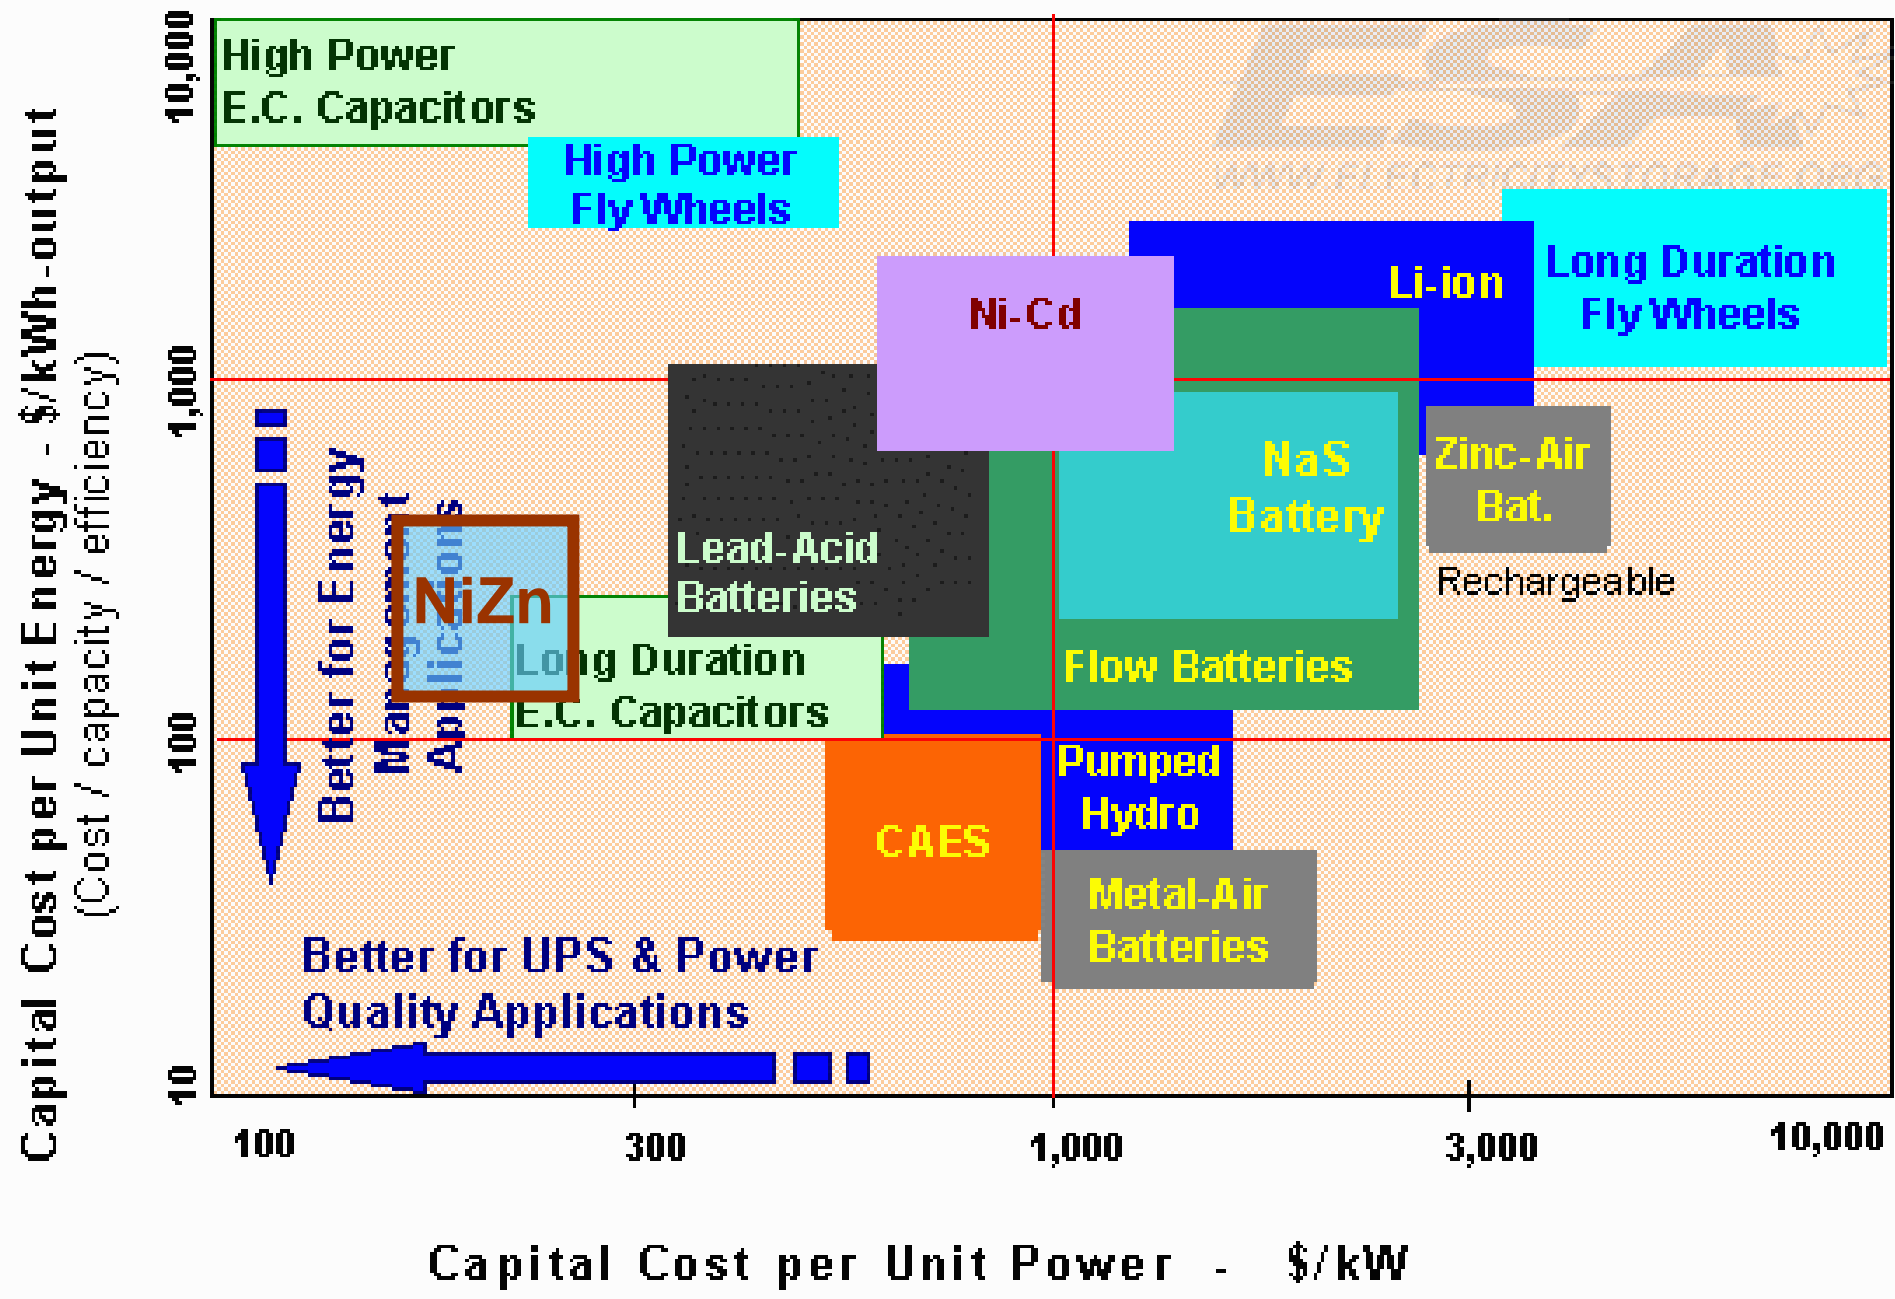 Capital Cost per Unit Energy - $/kWh-output
(Cost / capacity / efficiency)
10,000
1,000
100
10
High Power
E.C. Capacitors
High Power
Fly Wheels
Long Duration
Fly Wheels
Li-ion
Ni-Cd
NaS
Battery
Zinc-Air
Bat.
Rechargeable
Lead-Acid
Batteries
Flow Batteries
NiZn
Long Duration
E.C. Capacitors
Better for Energy
Management
Applications
Pumped
Hydro
CAES
Metal-Air
Batteries
Better for UPS & Power
Quality Applications
100
300
1,000
3,000
10,000
Capital Cost per Unit Power - $/kW
ESA